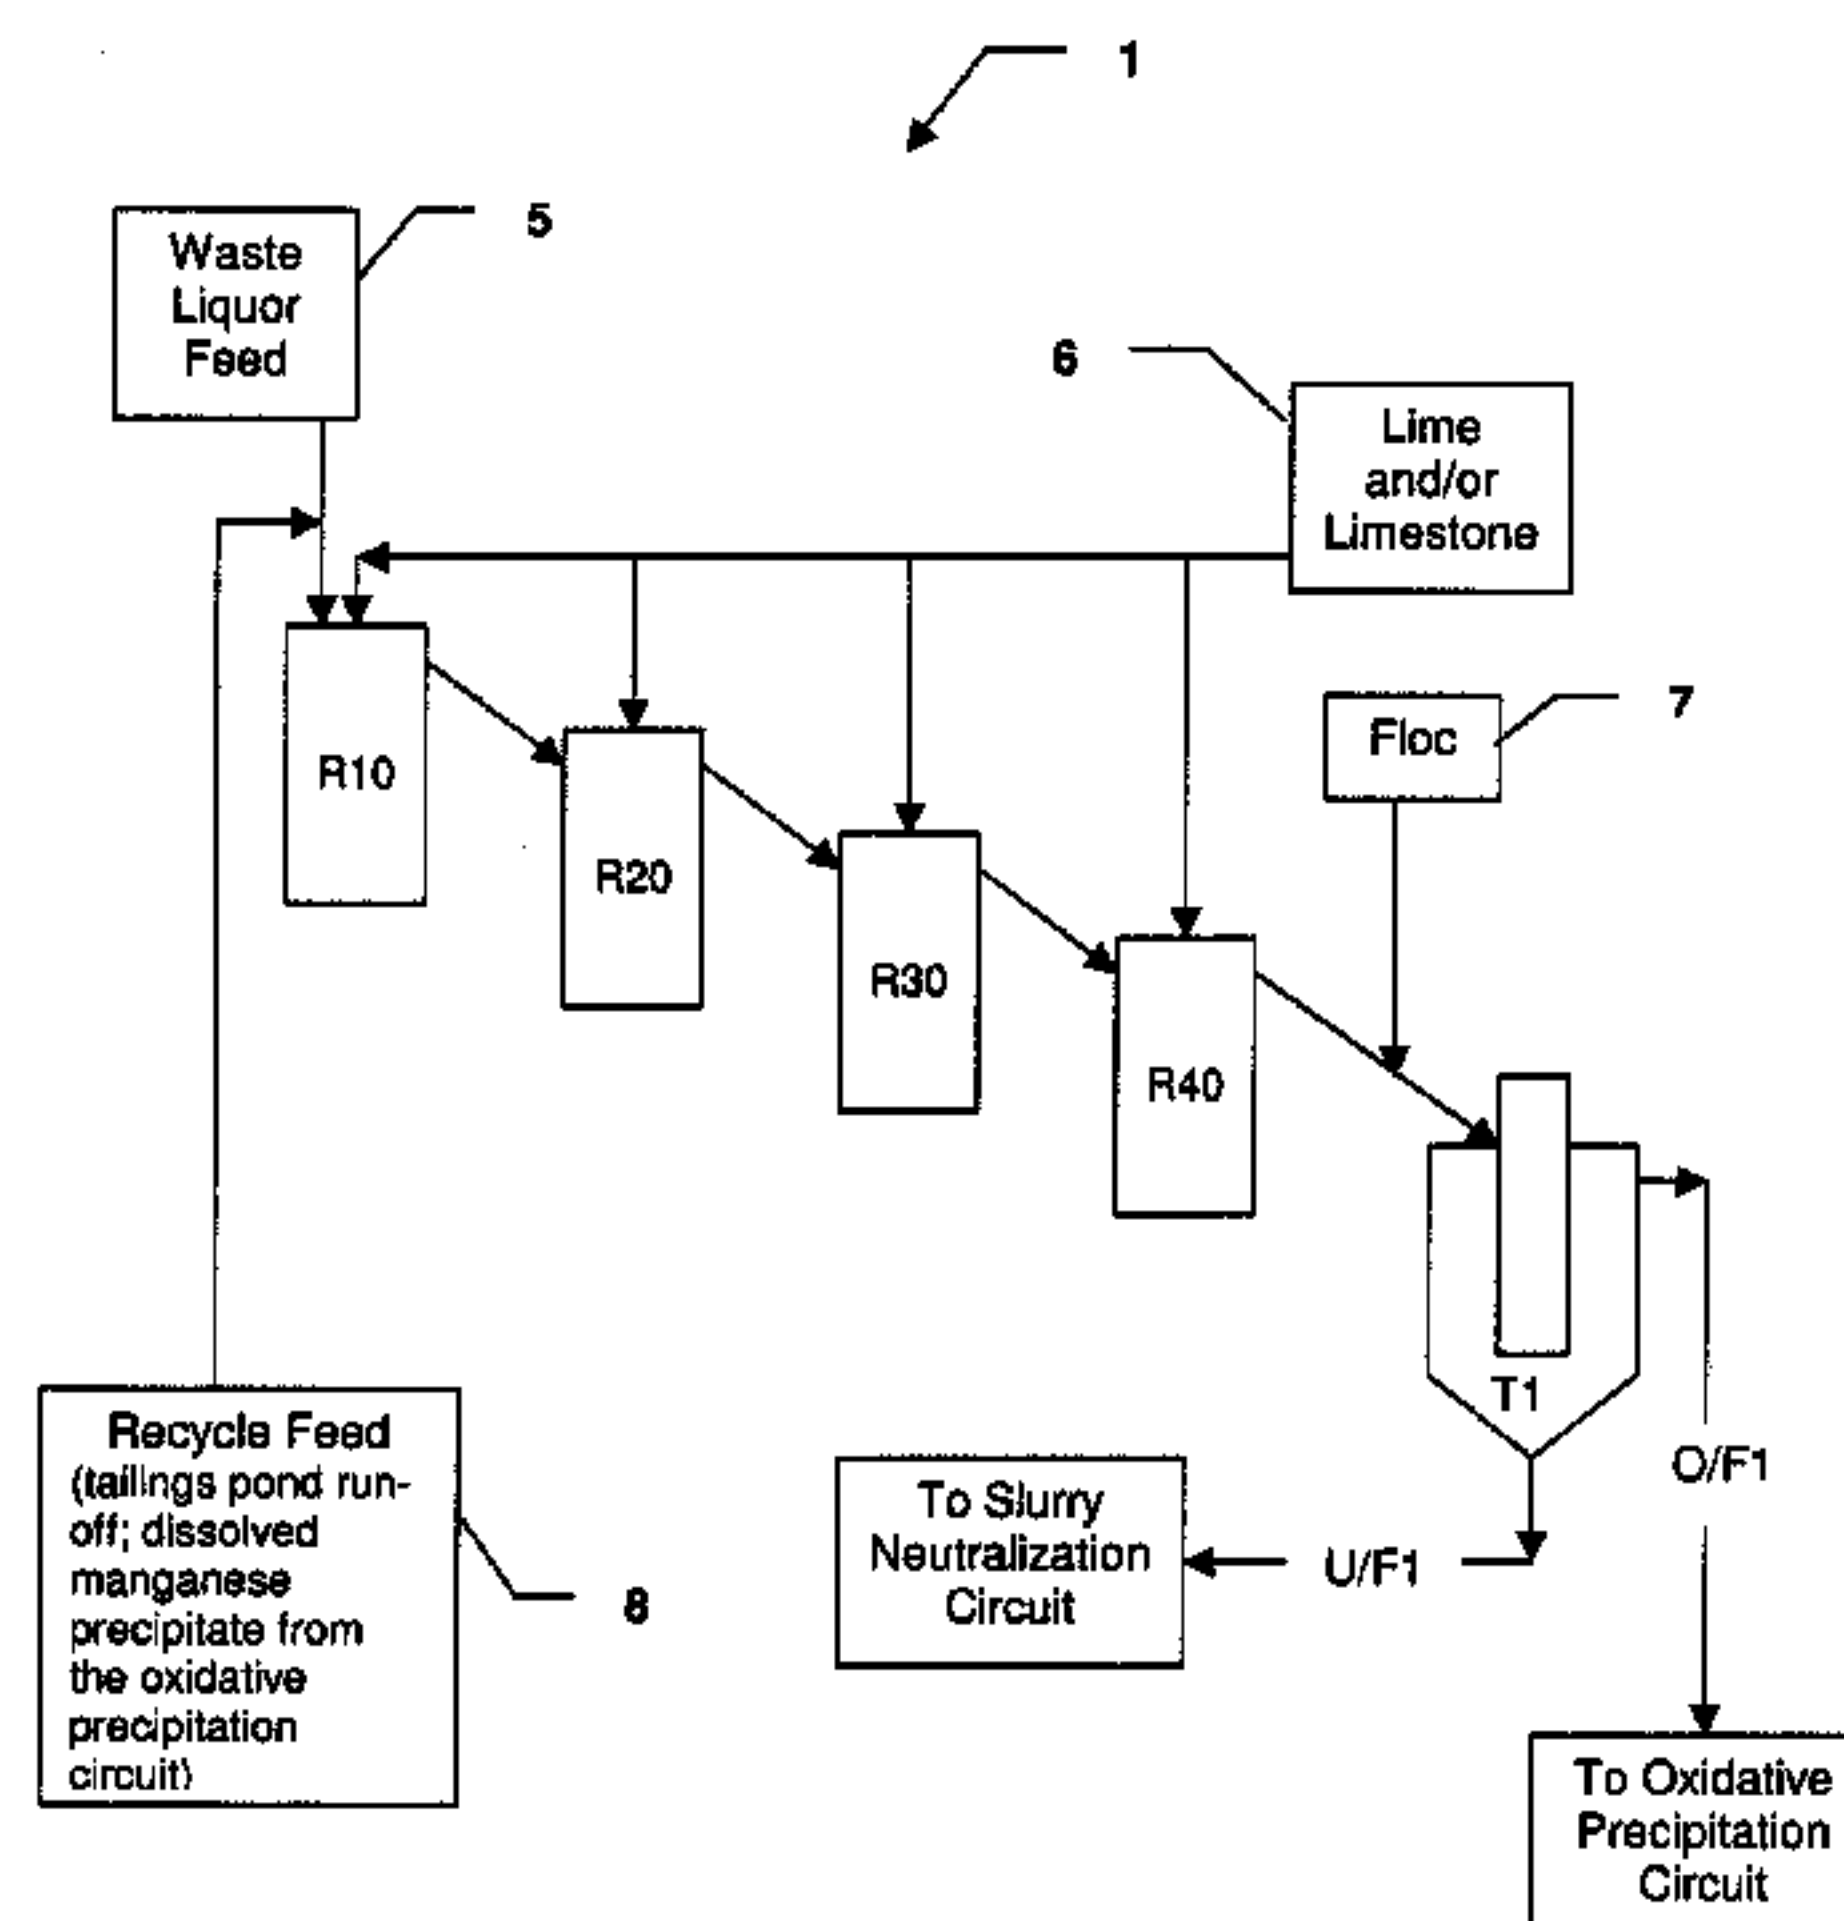 1
5
Waste
Liquor
Feed
6
Lime
and/or
Limestone
7
Floc
R10
R20
R30
R40
T1
O/F1
Recycle Feed
(tailings pond run-
off; dissolved
manganese
precipitate from
the oxidative
precipitation
circuit)
8
To Slurry
Neutralization
Circuit
U/F1
To Oxidative
Precipitation
Circuit